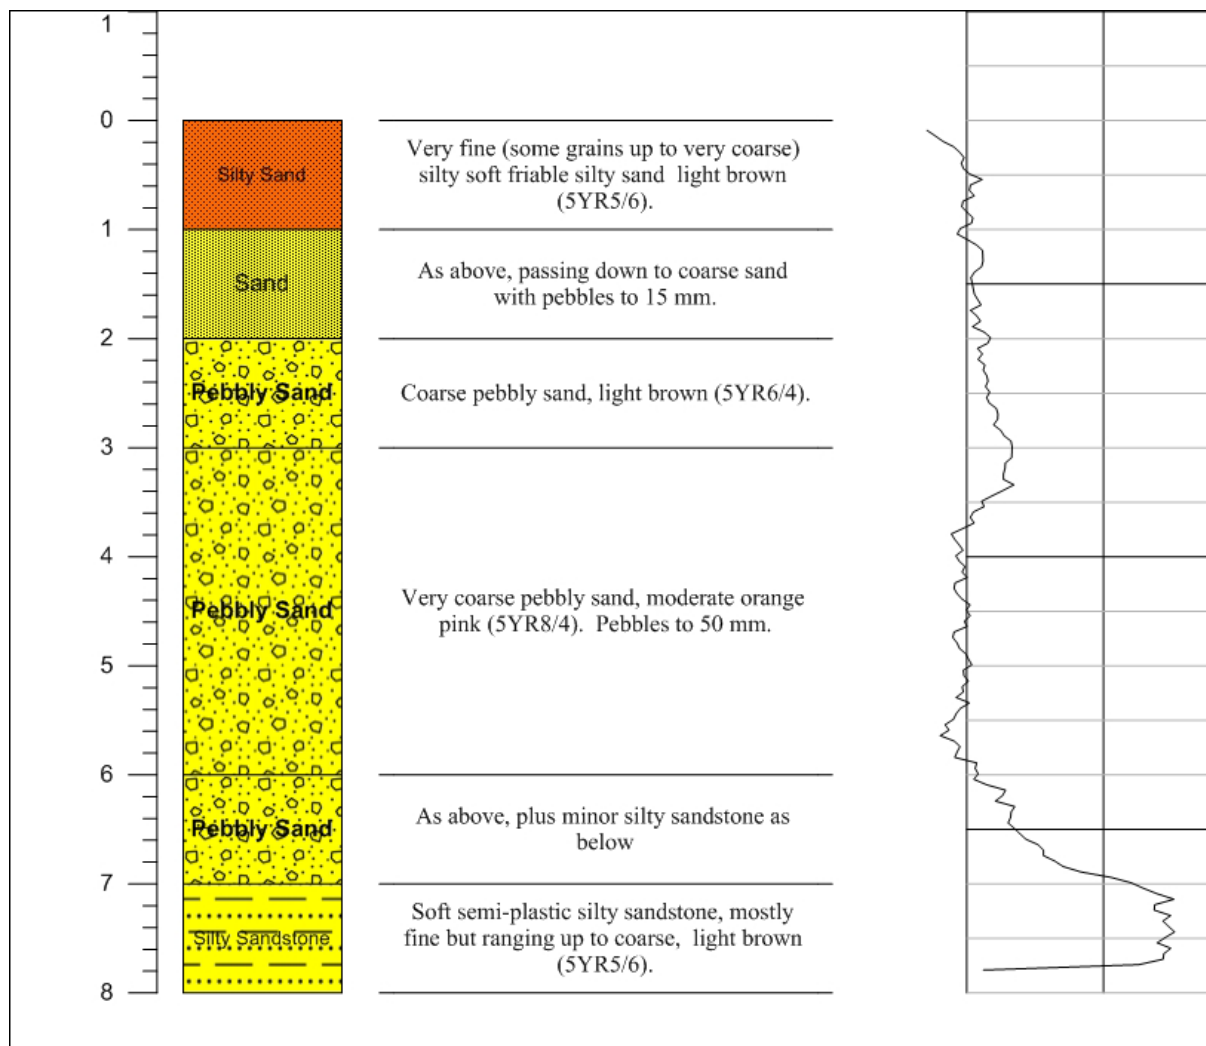 1
0
Silty Sand
Very fine (some grains up to very coarse)
silty soft friable silty sand light brown
(5YR5/6).
1
Sand
As above, passing down to coarse sand
with pebbles to 15 mm.
2
Pebbly Sand
Coarse pebbly sand, light brown (5YR6/4).
3
4
Pebbly Sand
Very coarse pebbly sand, moderate orange
pink (5YR8/4). Pebbles to 50 mm.
5
6
Pebbly Sand
As above, plus minor silty sandstone as
below
7
Silty Sandstone
Soft semi-plastic silty sandstone, mostly
fine but ranging up to coarse, light brown
(5YR5/6).
8